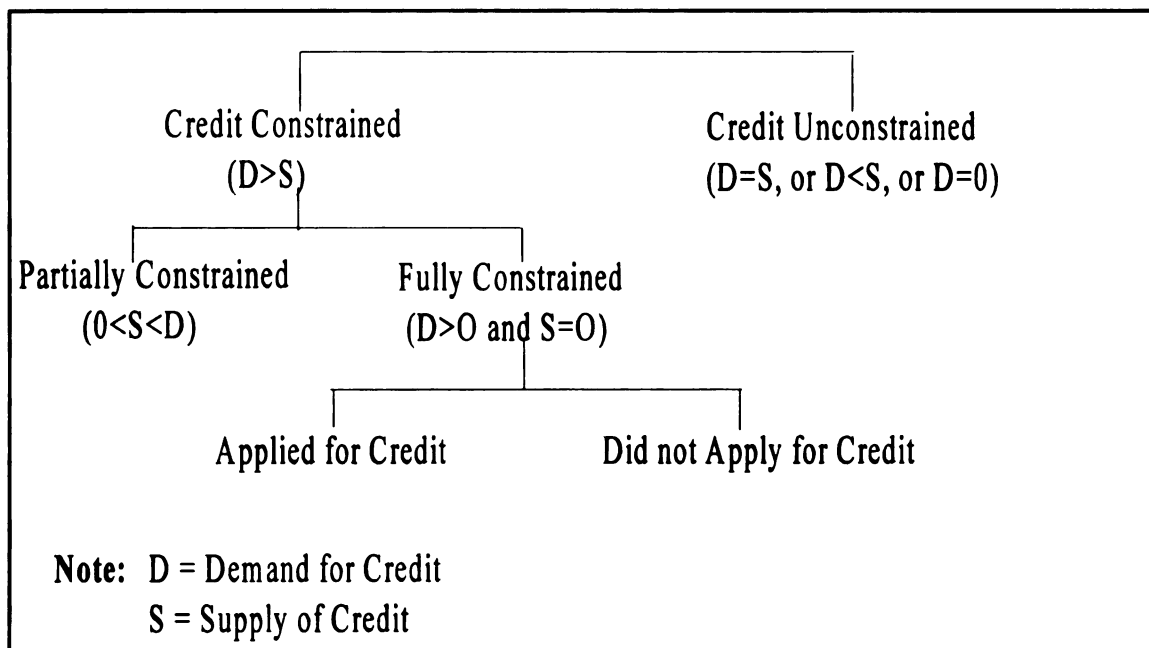 Credit Constrained
(D>S)
Credit Unconstrained
(D=S, or D<S, or D=0)
Partially Constrained
(0<S<D)
Fully Constrained
(D>O and S=O)
Applied for Credit
Did not Apply for Credit
Note: D = Demand for Credit
S = Supply of Credit